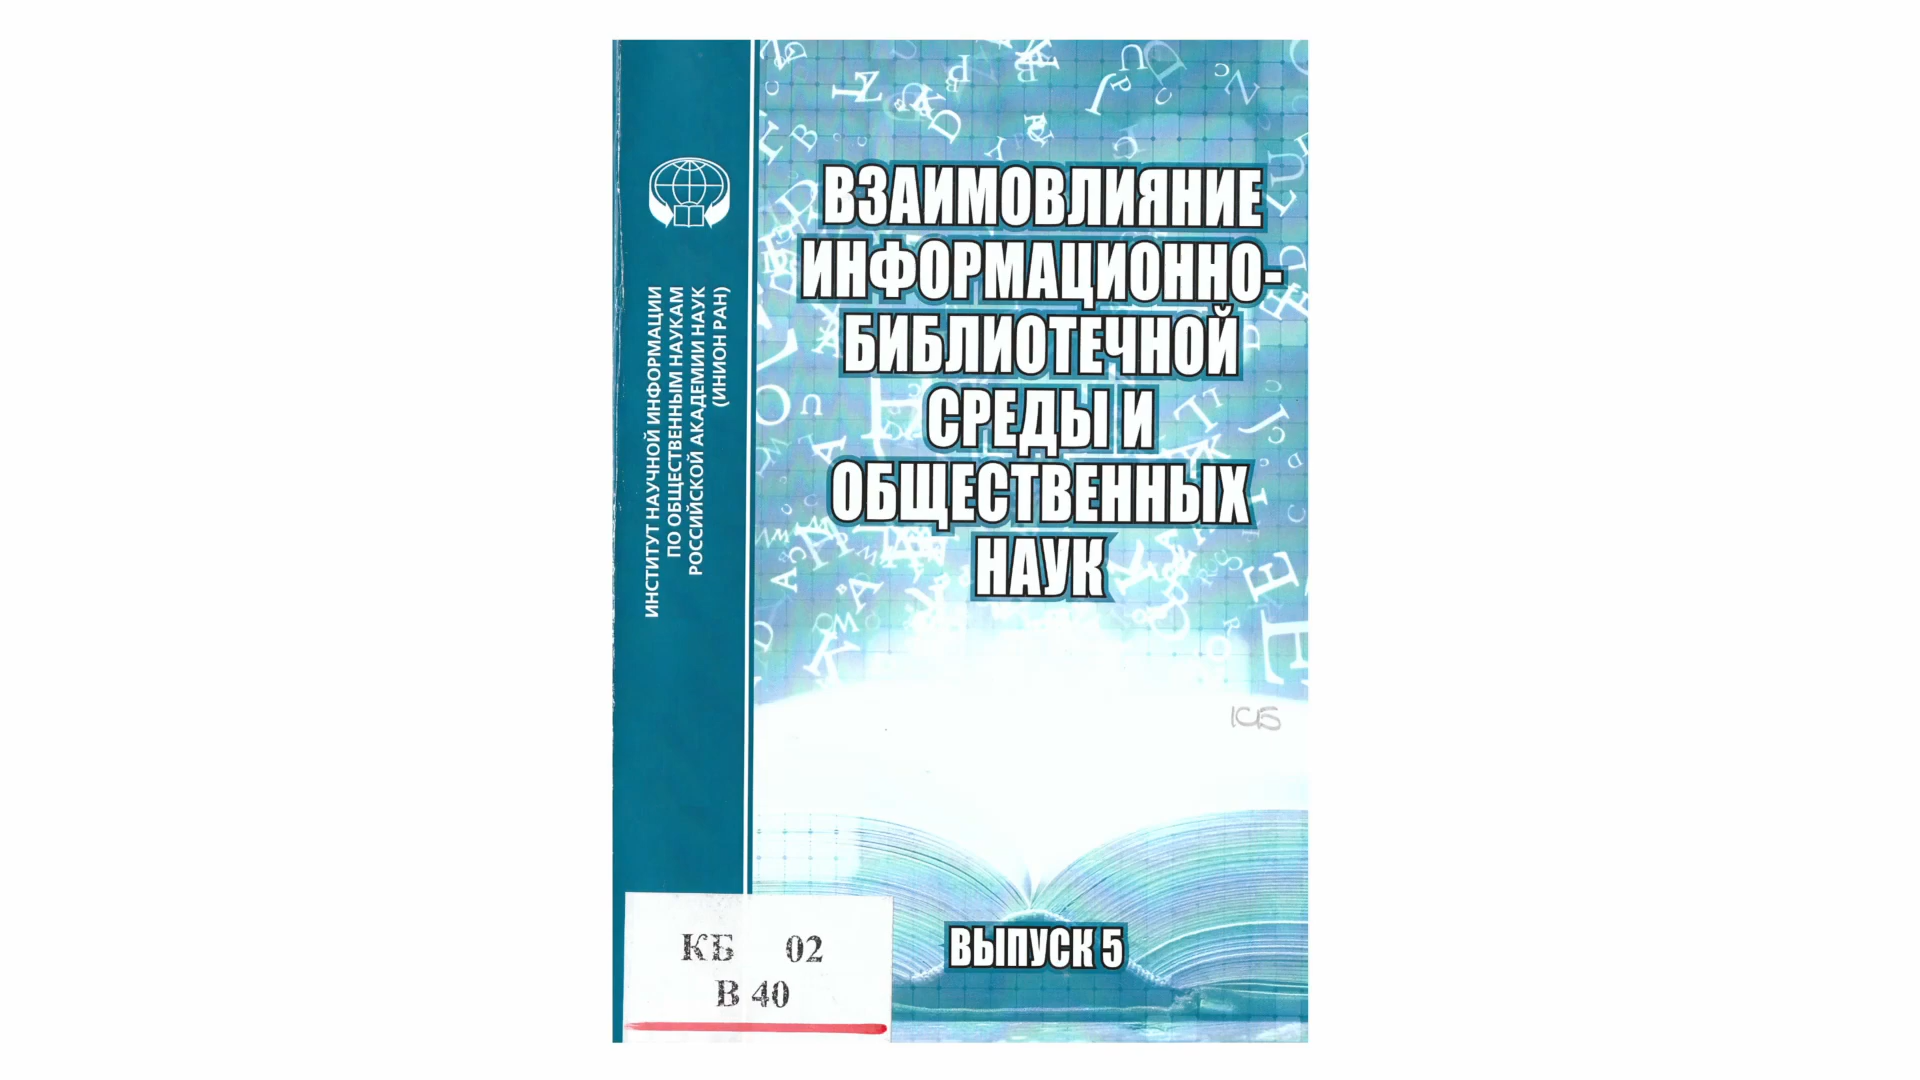 ИНСТИТУТ НАУЧНОЙ ИНФОРМАЦИИ
ПО ОБЩЕСТВЕННЫМ НАУКАМ
РОССИЙСКОЙ АКАДЕМИИ НАУК
(ИНИОН РАН)
ВЗАИМОВЛИЯНИЕ
ИНФОРМАЦИОННО-
БИБЛИОТЕЧНОЙ
СРЕДЫ И
ОБЩЕСТВЕННЫХ
НАУК
ВЫПУСК 5
КБ 02
В 40